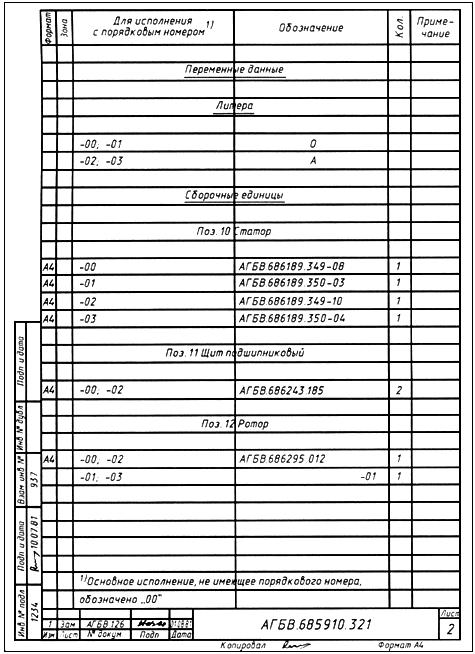 Формат Зона Для исполнения с порядковым номером 1) Обозначение Кол. Приме-чание
Переменные данные
Литера
-00; -01 О
-02; -03 А
Сборочные единицы
Поз. 10 Статор
А4 -00 АГБВ.686189.349-08 1
А4 -01 АГБВ.686189.350-03 1
А4 -02 АГБВ.686189.349-10 1
А4 -03 АГБВ.686189.350-04 1
Поз. 11 Щит подшипниковый
А4 -00; -02 АГБВ.686243.185 2
Поз. 12 Ротор
А4 -00; -02 АГБВ.686295.012 1
-01; -03 -01 1
1) Основное исполнение, не имеющее порядкового номера,
обозначено „00"
Подп и дата
Инв № дубл
Взам инв № 937
Подп и дата 10 07.81
Инв. № подл 1234
1 Зам АГБВ.126
Изм Лист № докум Подп Дата
АГБВ.685910.321
Лист
2
Копировал Формат А4